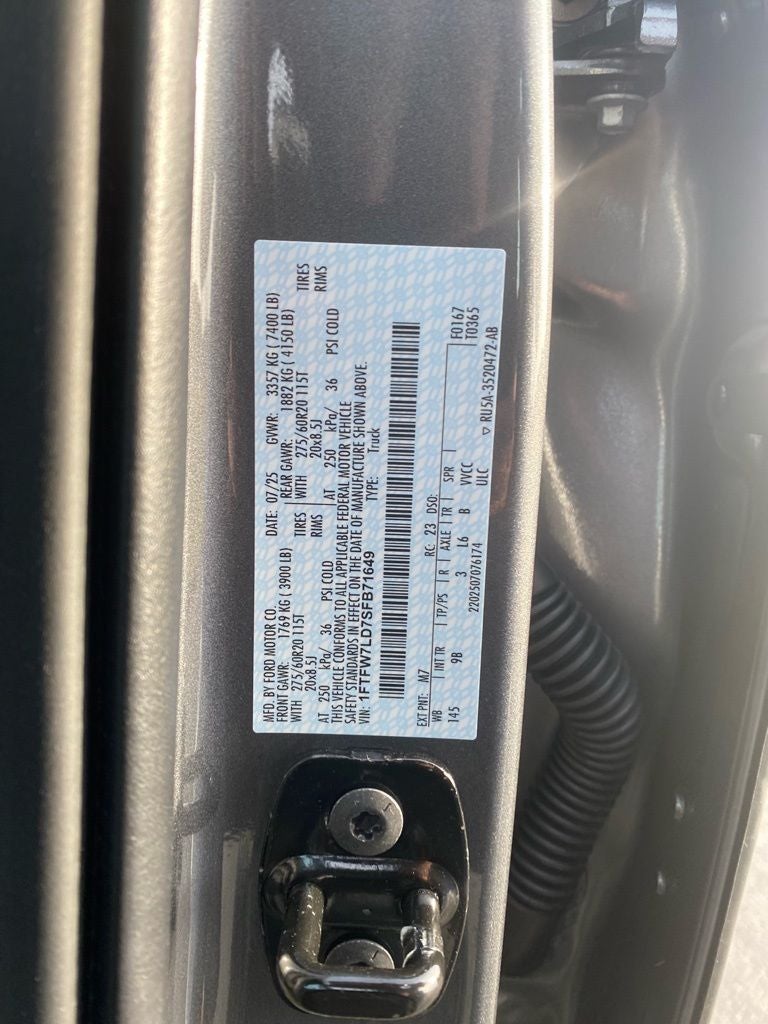 MFD. BY FORD MOTOR CO. DATE: 07/25 GVWR: 3357 KG ( 7400 LB)
FRONT GAWR: 1769 KG ( 3900 LB) REAR GAWR: 1882 KG ( 4150 LB)
WITH 275/60R20 115T TIRES WITH 275/60R20 115T TIRES
20x8.5J RIMS 20x8.5J RIMS
AT 250 kPa/ 36 PSI COLD AT 250 kPa/ 36 PSI COLD
THIS VEHICLE CONFORMS TO ALL APPLICABLE FEDERAL MOTOR VEHICLE
SAFETY STANDARDS IN EFFECT ON THE DATE OF MANUFACTURE SHOWN ABOVE.
VIN: 1FTFW7LD7SFB71649 TYPE: Truck
F0167
EXT PNT: M7 RC: 23 DSO: T0365
WB INT TR TP/PS R AXLE TR SPR
145 9B 3 L6 B VVCC ▽ RU5A-3520472-AB
2202507076174 ULC